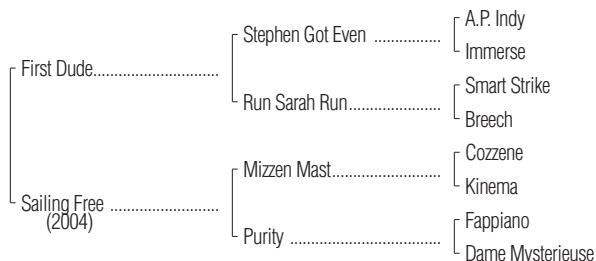 A.P. Indy
Stephen Got Even ..................
Immerse
First Dude.............................
Smart Strike
Run Sarah Run......................
Breech
Cozzene
Mizzen Mast..........................
Kinema
Sailing Free .........................
(2004)
Fappiano
Purity ....................................
Dame Mysterieuse